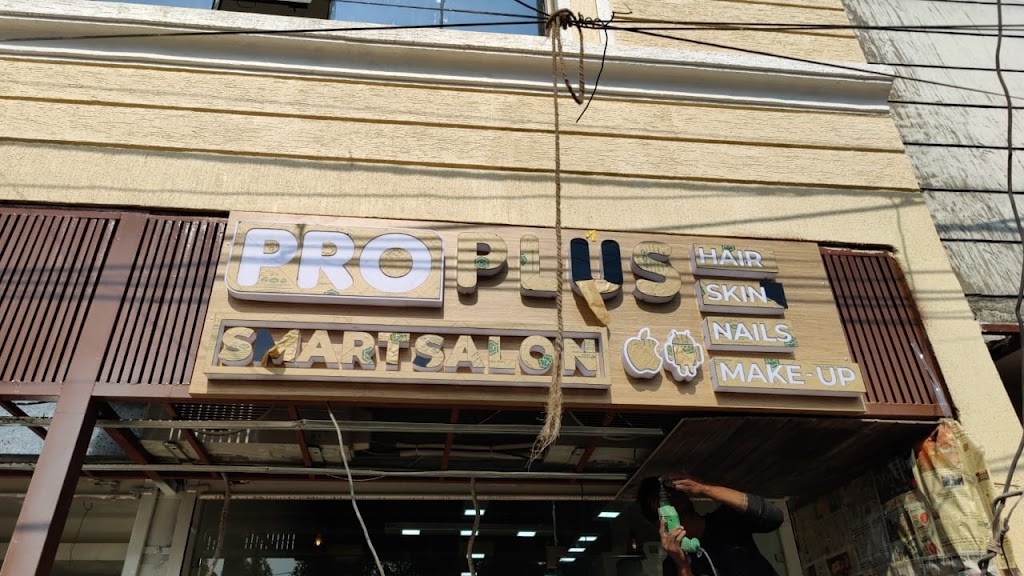 PRO PLUS
SMARTSALON
HAIR
SKIN
NAILS
MAKE-UP